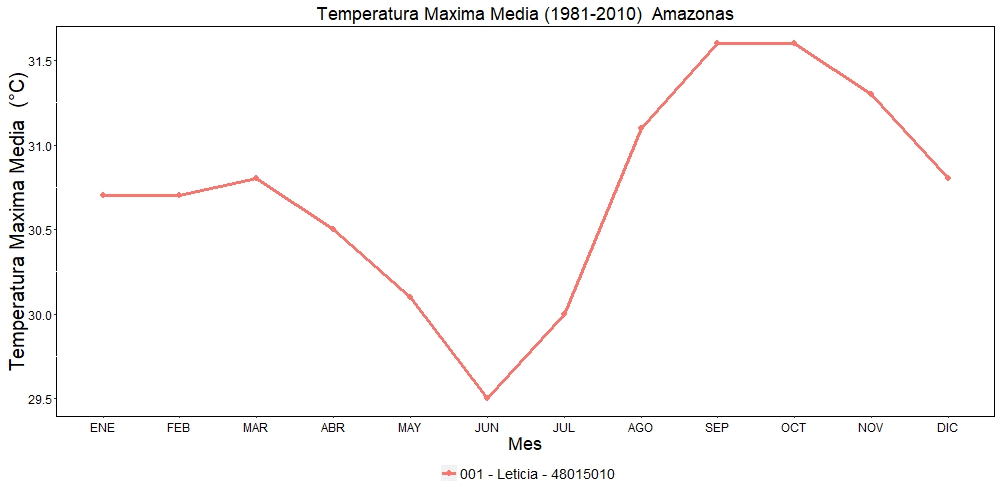 Temperatura Maxima Media (1981-2010) Amazonas
Temperatura Maxima Media (°C)
31.5
31.0
30.5
30.0
29.5
ENE FEB MAR ABR MAY JUN JUL AGO SEP OCT NOV DIC
Mes
001 - Leticia - 48015010